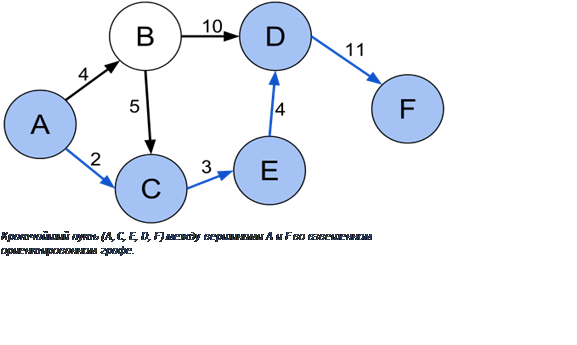 B
10
D
11
4
F
A
5
4
2
3
E
C
Кратчайший путь (A, C, E, D, F) между вершинами A и F во взвешенном
ориентированном графе.